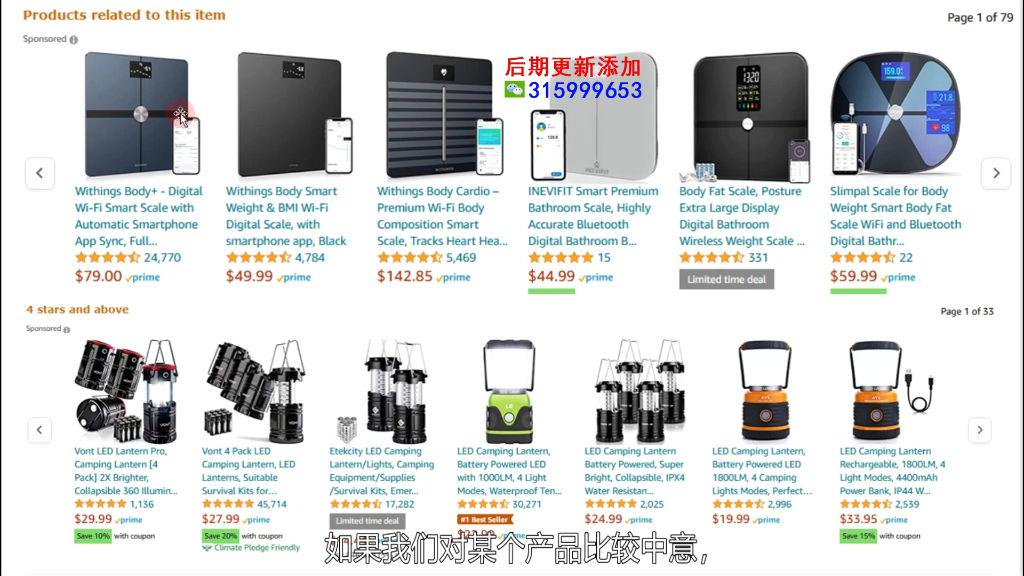 Products related to this item
Page 1 of 79
Sponsored
后期更新添加
315999653
Withings Body+ - Digital
Wi-Fi Smart Scale with
Automatic Smartphone
App Sync, Full...
24,770
$79.00 prime
Withings Body Smart
Weight & BMI Wi-Fi
Digital Scale, with
smartphone app, Black
4,784
$49.99 prime
Withings Body Cardio –
Premium Wi-Fi Body
Composition Smart
Scale, Tracks Heart Hea...
5,469
$142.85 prime
INEVIFIT Smart Premium
Bathroom Scale, Highly
Accurate Bluetooth
Digital Bathroom B...
15
$44.99 prime
Body Fat Scale, Posture
Extra Large Display
Digital Bathroom
Wireless Weight Scale ...
331
Limited time deal
Slimpal Scale for Body
Weight Smart Body Fat
Scale WiFi and Bluetooth
Digital Bathr...
22
$59.99 prime
4 stars and above
Page 1 of 33
Sponsored
Vont LED Lantern Pro,
Camping Lantern [4
Pack] 2X Brighter,
Collapsible 360 Illumin...
1,136
$29.99 prime
Save 10% with coupon
Vont 4 Pack LED
Camping Lantern, LED
Lanterns, Suitable
Survival Kits for...
45,714
$27.99 prime
Save 20% with coupon
Climate Pledge Friendly
Etekcity LED Camping
Lantern/Lights, Camping
Equipment/Supplies
/Survival Kits, Emer...
17,282
Limited time deal
LED Camping Lantern,
Battery Powered LED
with 1000LM, 4 Light
Modes, Waterproof Ten...
30,271
#1 Best Seller
LED Camping Lantern
Battery Powered, Super
Bright, Collapsible, IPX4
Water Resistan...
2,025
$24.99 prime
LED Camping Lantern,
Battery Powered LED
1800LM, 4 Camping
Lights Modes, Perfect...
2,996
$19.99 prime
LED Camping Lantern
Rechargeable, 1800LM, 4
Light Modes, 4400mAh
Power Bank, IP44 W...
2,539
$33.95 prime
Save 15% with coupon
如果我们对某个产品比较中意，